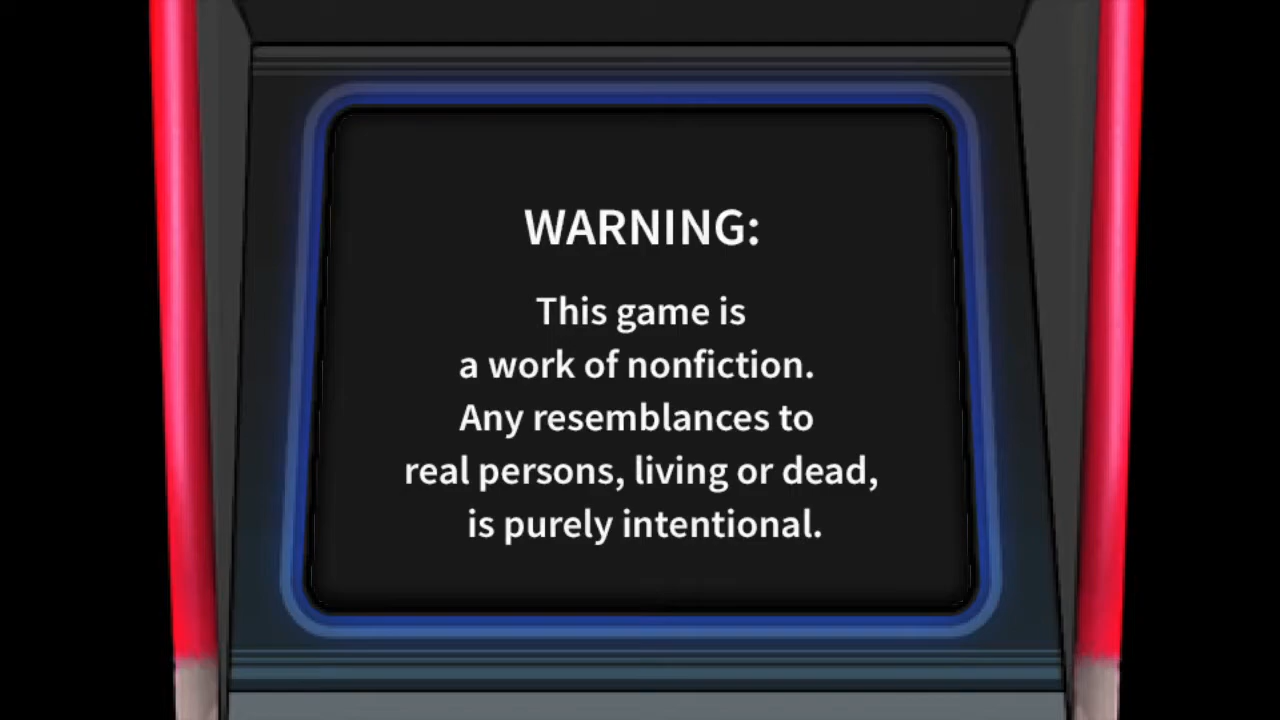 WARNING:
This game is
a work of nonfiction.
Any resemblances to
real persons, living or dead,
is purely intentional.